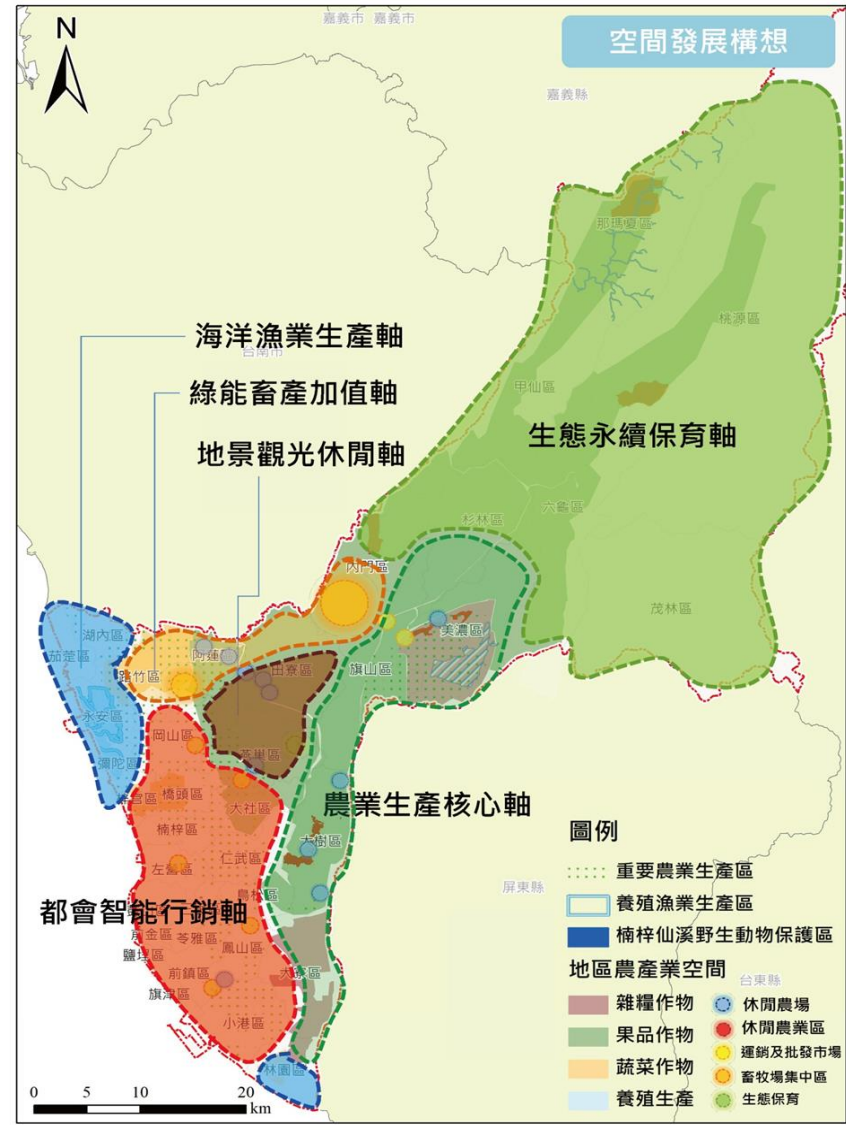 嘉義市 嘉義市
N
空間發展構想
嘉義縣
那瑪夏區
桃源區
海洋漁業生產軸
台南市
綠能畜產加值軸
甲仙區
地景觀光休閒軸
生態永續保育軸
六龜區
杉林區
內門區
茂林區
湖內區
美濃區
茄萣區
阿蓮區
田寮區
旗山區
路竹區
永安區
岡山區
燕巢區
彌陀區
橋頭區
大社區
農業生產核心軸
楠梓區
大樹區
仁武區
左營區
鳥松區
都會智能行銷軸
前金區
苓雅區
鳳山區
鹽埕區
前鎮區
大寮區
旗津區
小港區
林園區
屏東縣
台東縣
圖例
重要農業生產區
養殖漁業生產區
楠梓仙溪野生動物保護區
地區農產業空間
雜糧作物
果品作物
蔬菜作物
養殖生產
休閒農場
休閒農業區
運銷及批發市場
畜牧場集中區
生態保育
0 5 10 20
km